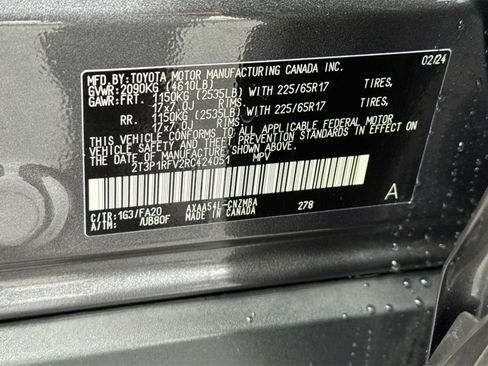 MFD.BY:TOYOTA MOTOR MANUFACTURING CANADA INC. 02/24
GVWR:2090KG (4610LB)
GAWR:FRT. 1150KG (2535LB) WITH 225/65R17 TIRES,
17x7.0J RIMS,
RR. 1150KG (2535LB) WITH 225/65R17 TIRES,
17x7.0J RIMS,
THIS VEHICLE CONFORMS TO ALL APPLICABLE FEDERAL MOTOR
VEHICLE SAFETY AND BUMPER STANDARDS IN EFFECT ON THE
DATE OF MANUFACTURE SHOWN ABOVE.
2T3P1RFV2RC424051 MPV
A
C/TR:1G3/FA20 AXAA54L-CNZMBA 278
A/TM: /UB80F MADE IN CANADA